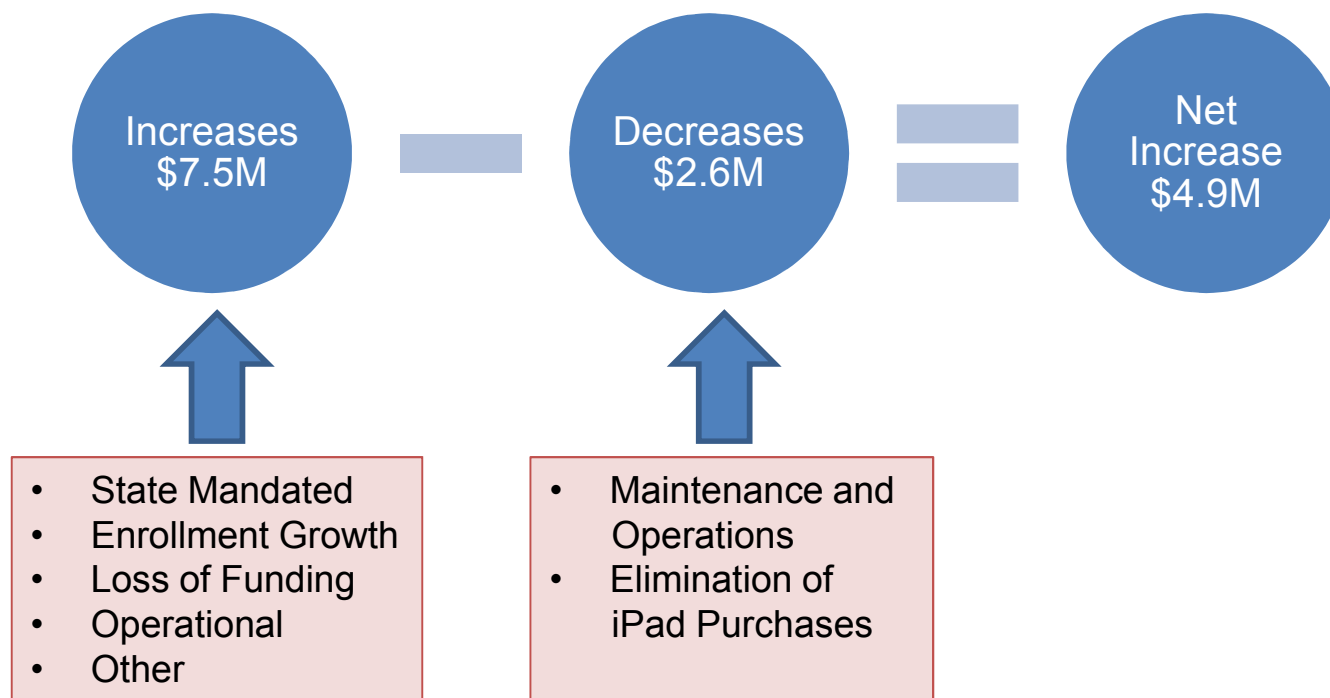 Increases
$7.5M
Decreases
$2.6M
Net
Increase
$4.9M
• State Mandated
• Enrollment Growth
• Loss of Funding
• Operational
• Other
• Maintenance and
Operations
• Elimination of
iPad Purchases